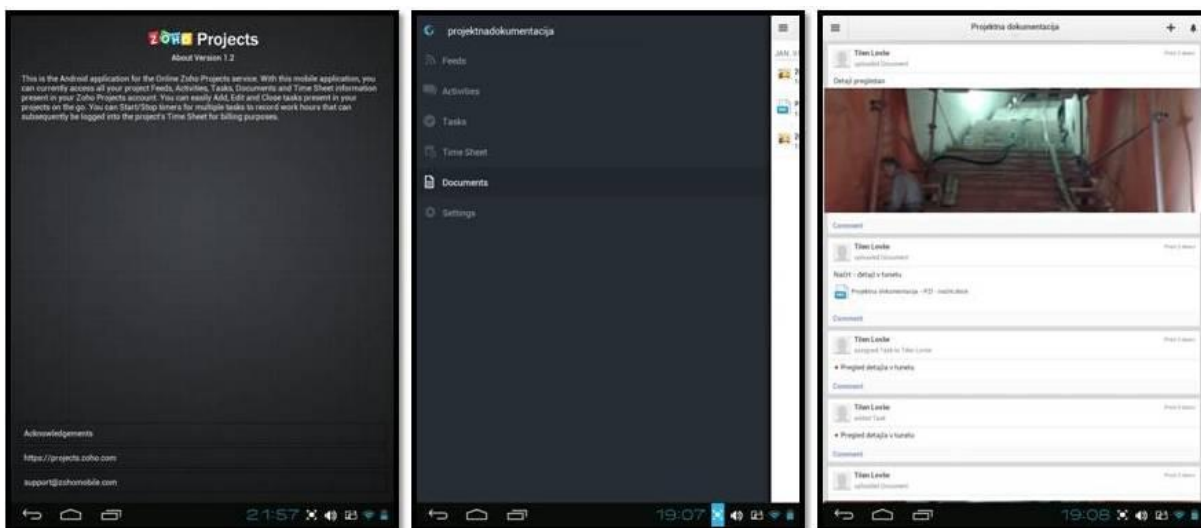 ZOHO Projects
About Version 1.2
This is the Android application for the Online Zoho Projects service. With this mobile application, you
can currently access all your project Feeds, Activities, Tasks, Documents and Time Sheet information
present in your Zoho Projects account. You can easily Add, Edit and Close tasks present in your
projects on the go. You can Start/Stop timers for multiple tasks to record work hours that can
subsequently be logged into the project's Time Sheet for billing purposes.
Acknowledgements
https://projects.zoho.com
support@zohomobile.com
21:57
projektnadokumentacija
Feeds
Activities
Tasks
Time Sheet
Documents
Settings
19:07
Projektna dokumentacija
Tilen
uploaded Document
Detajl pregledan
Comment
Tilen
uploaded Document
Načrt - detajl v tunelu
Projektna dokumentacija - PZI - načrt.docx
Comment
Tilen
assigned Task to Tilen
Pregled detajla v tunelu
Comment
Tilen
added Task
Pregled detajla v tunelu
Comment
Tilen
uploaded Document
19:08